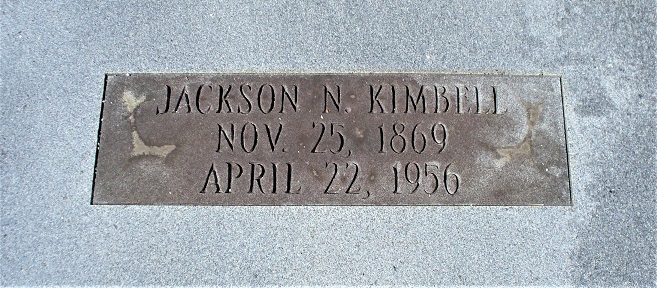 JACKSON N. KIMBELL
NOV. 25, 1869
APRIL 22, 1956